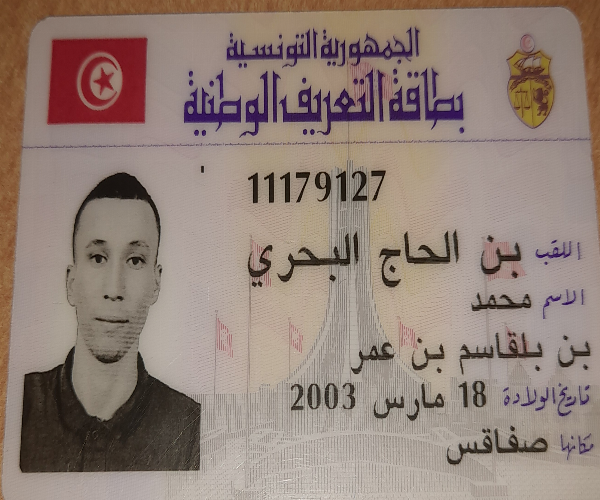 الجمهورية التونسية
بطاقة التعريف الوطنية
11179127
اللقب بن الحاج البحري
الاسم محمد
بن بلقاسم بن عمر
تاريخ الولادة 18 مارس 2003
مكانها صفاقس